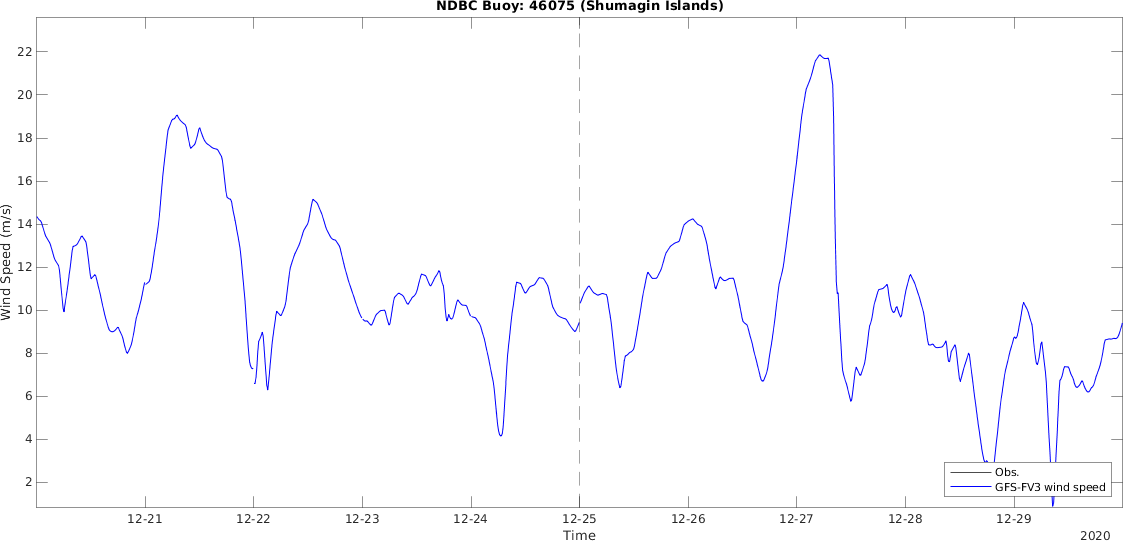 NDBC Buoy: 46075 (Shumagin Islands)
Wind Speed (m/s)
22
20
18
16
14
12
10
8
6
4
2
Obs.
GFS-FV3 wind speed
12-21 12-22 12-23 12-24 12-25 12-26 12-27 12-28 12-29
Time
2020